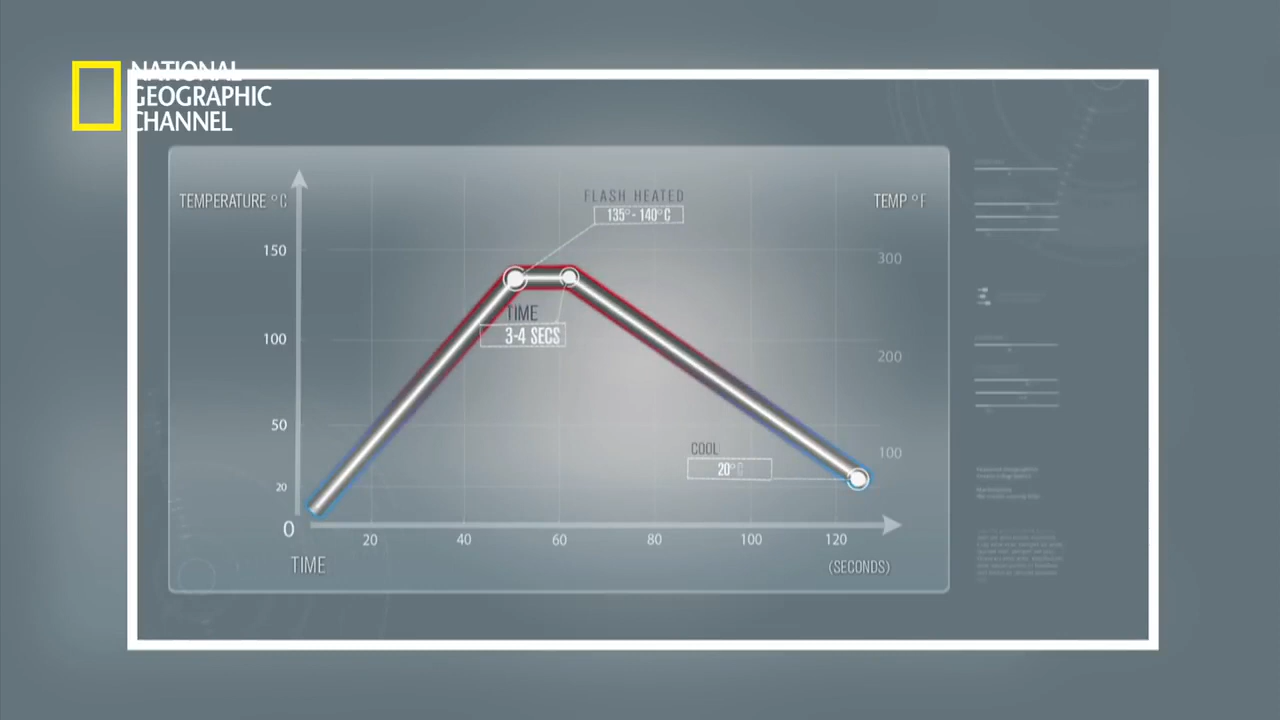 NATIONAL
GEOGRAPHIC
CHANNEL
TEMPERATURE °C
FLASH HEATED
135° - 140°C
TEMP °F
150
300
TIME
3-4 SECS
100
200
50
COOL
20°C
100
20
0
20
40
60
80
100
120
TIME
(SECONDS)